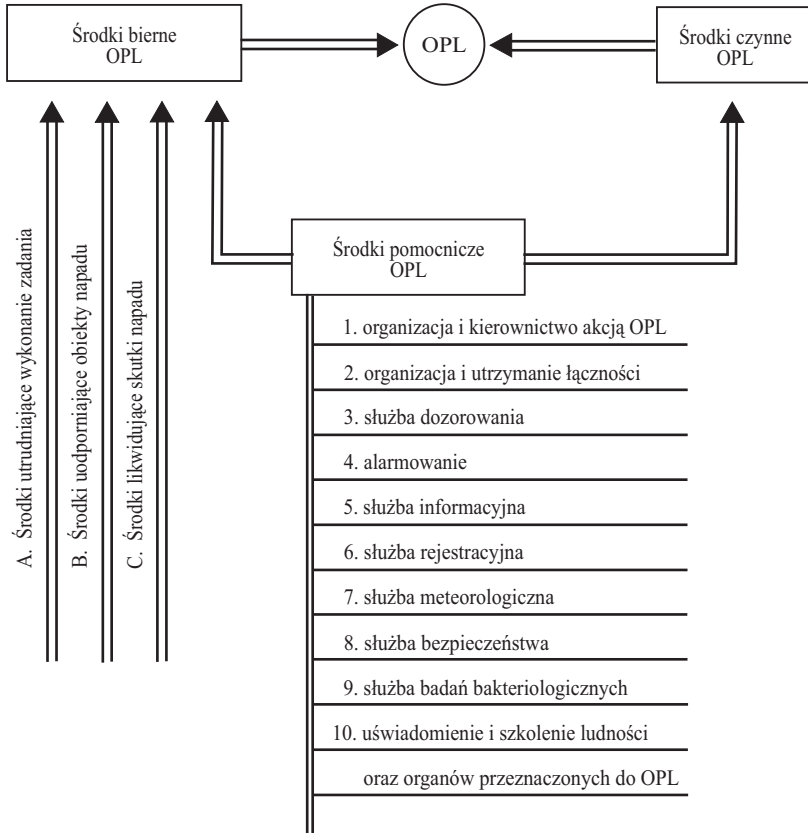 Środki bierne
OPL
OPL
Środki czynne
OPL
Środki pomocnicze
OPL
A. Środki utrudniające wykonanie zadania
B. Środki uodporniające obiekty napadu
C. Środki likwidujące skutki napadu
1. organizacja i kierownictwo akcją OPL
2. organizacja i utrzymanie łączności
3. służba dozorowania
4. alarmowanie
5. służba informacyjna
6. służba rejestracyjna
7. służba meteorologiczna
8. służba bezpieczeństwa
9. służba badań bakteriologicznych
10. uświadomienie i szkolenie ludności
oraz organów przeznaczonych do OPL